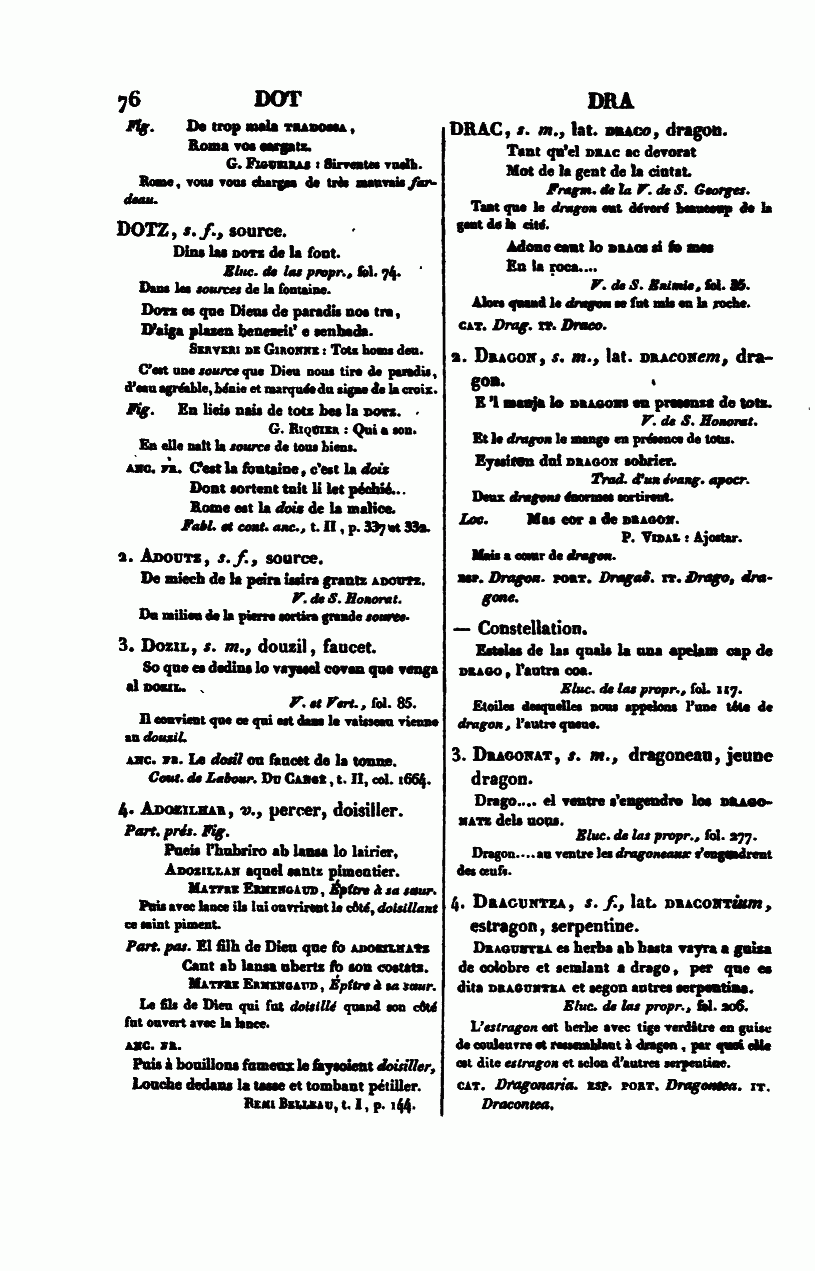 76 DOT DRA
Fig. De trop mala TRADOSSA,
Roma vos cargatz.
G. FIGUEIRAS : Sirventes vuelh.
Rome, vous vous chargea de très mauvais far-
deau.
DOTZ, s. f., source.
Dins las DOTZ de la font.
Eluc. de las propr., fol. 74.
Dans les sources de la fontaine.
DOTZ es que Dieus de paradis nos tra,
D'aiga plazen beneseit' e senhada.
SERVERI DE GIRONNE : Totz homs deu.
C'est une source que Dieu nous tire de paradis,
d'eau agréable, bénie et marquée du signe de la croix.
Fig. En lieis nais de totz bes la DOTZ.
G. RIQUIER : Qui a son.
En elle naît la source de tous biens.
ANC. FR. C'est la fontaine, c'est la dois
Dont sortent tuit li let péchié...
Rome est la dois de la malice.
Fabl. et cont. anc., t. II, p. 337 et 332.
2. ADOUTZ, s. f., source.
De miech de la peira issira grantz ADOUTZ.
V. de S. Honorat.
Du milieu de la pierre sortira grande source.
3. DOZIL, s. m., douzil, faucet.
So que es dedins lo vayssel coven que venga
al DOZIL.
V. et Vert., fol. 85.
Il convient que ce qui est dans le vaisseau vienne
au douzil.
ANC. FR. Le dosil ou faucet de la tonne.
Cout. de Labour. DU CANGE, t. II, col. 1664.
4. ADOZILHAR, v., percer, doisiller.
Part. prés. Fig.
Pueis l'hubriro ab lansa lo lairier,
ADOZILLAN aquel santz pimentier.
MATFRE ERMENGAUD, Épître à sa sœur.
Puis avec lance ils lui ouvrirent le côté, doisillant
ce saint piment.
Part. pas. El filh de Dieu que fo ADOZILHATZ
Cant ab lansa ubertz fo son costatz.
MATFRE ERMENGAUD, Épître à sa sœur.
Le fils de Dieu qui fut doisillé quand son côté
fut ouvert avec la lance.
ANC. FR.
Puis à bouillons fumeux le faysoient doisiller,
Louche dedans la tasse et tombant pétiller.
REMI BELLEAU, t. I, p. 144.
DRAC, s. m., lat. DRACO, dragon.
Tant qu'el DRAC ac devorat
Mot de la gent de la ciutat.
Fragm. de la V. de S. Georges.
Tant que le dragon eut dévoré beaucoup de la
gent de la cité.
Adonc cant lo DRACS si fo mes
En la roca....
V. de S. Enimie, fol. 35.
Alors quand le dragon se fut mis en la roche.
CAT. Drag. IT. Draco.
2. DRAGON, s. m., lat. DRACONem, dra-
gon.
E 'l manja lo DRAGONS en presensa de totz.
V. de S. Honorat.
Et le dragon le mange en présence de tous.
Eyssiron dui DRAGON sobrier.
Trad. d'un évang. apocr.
Deux dragons énormes sortirent.
Loc. Mas cor a de DRAGON.
P. VIDAL : Ajostar.
Mais a cœur de dragon.
ESP. Dragon. PORT. Dragaõ. IT. Drago, dra-
gone.
— Constellation.
Estelas de las quals la una apelam cap de
DRAGO, l'autra coa.
Eluc. de las propr., fol. 117.
Etoiles desquelles nous appelons l'une tête de
dragon, l'autre queue.
3. DRAGONAT, s. m., dragoneau, jeune
dragon.
Drago.... el ventre s'engendro los DRAGO-
NATZ dels uous.
Eluc. de las propr., fol. 277.
Dragon.... au ventre les dragoneaux s'engendrent
des œufs.
4. DRAGUNTEA, s. f., lat. DRACONTium,
estragon, serpentine.
DRAGUNTEA es herba ab hasta vayra a guiza
de colobre et semlant a drago, per que es
dita DRAGUNTEA et segon autres serpentina.
Eluc. de las propr., fol. 206.
L'estragon est herbe avec tige verdâtre en guise
de couleuvre et ressemblant à dragon, par quoi elle
est dite estragon et selon d'autres serpentine.
CAT. Dragonaria. ESP. PORT. Dragontea. IT.
Dracontea.